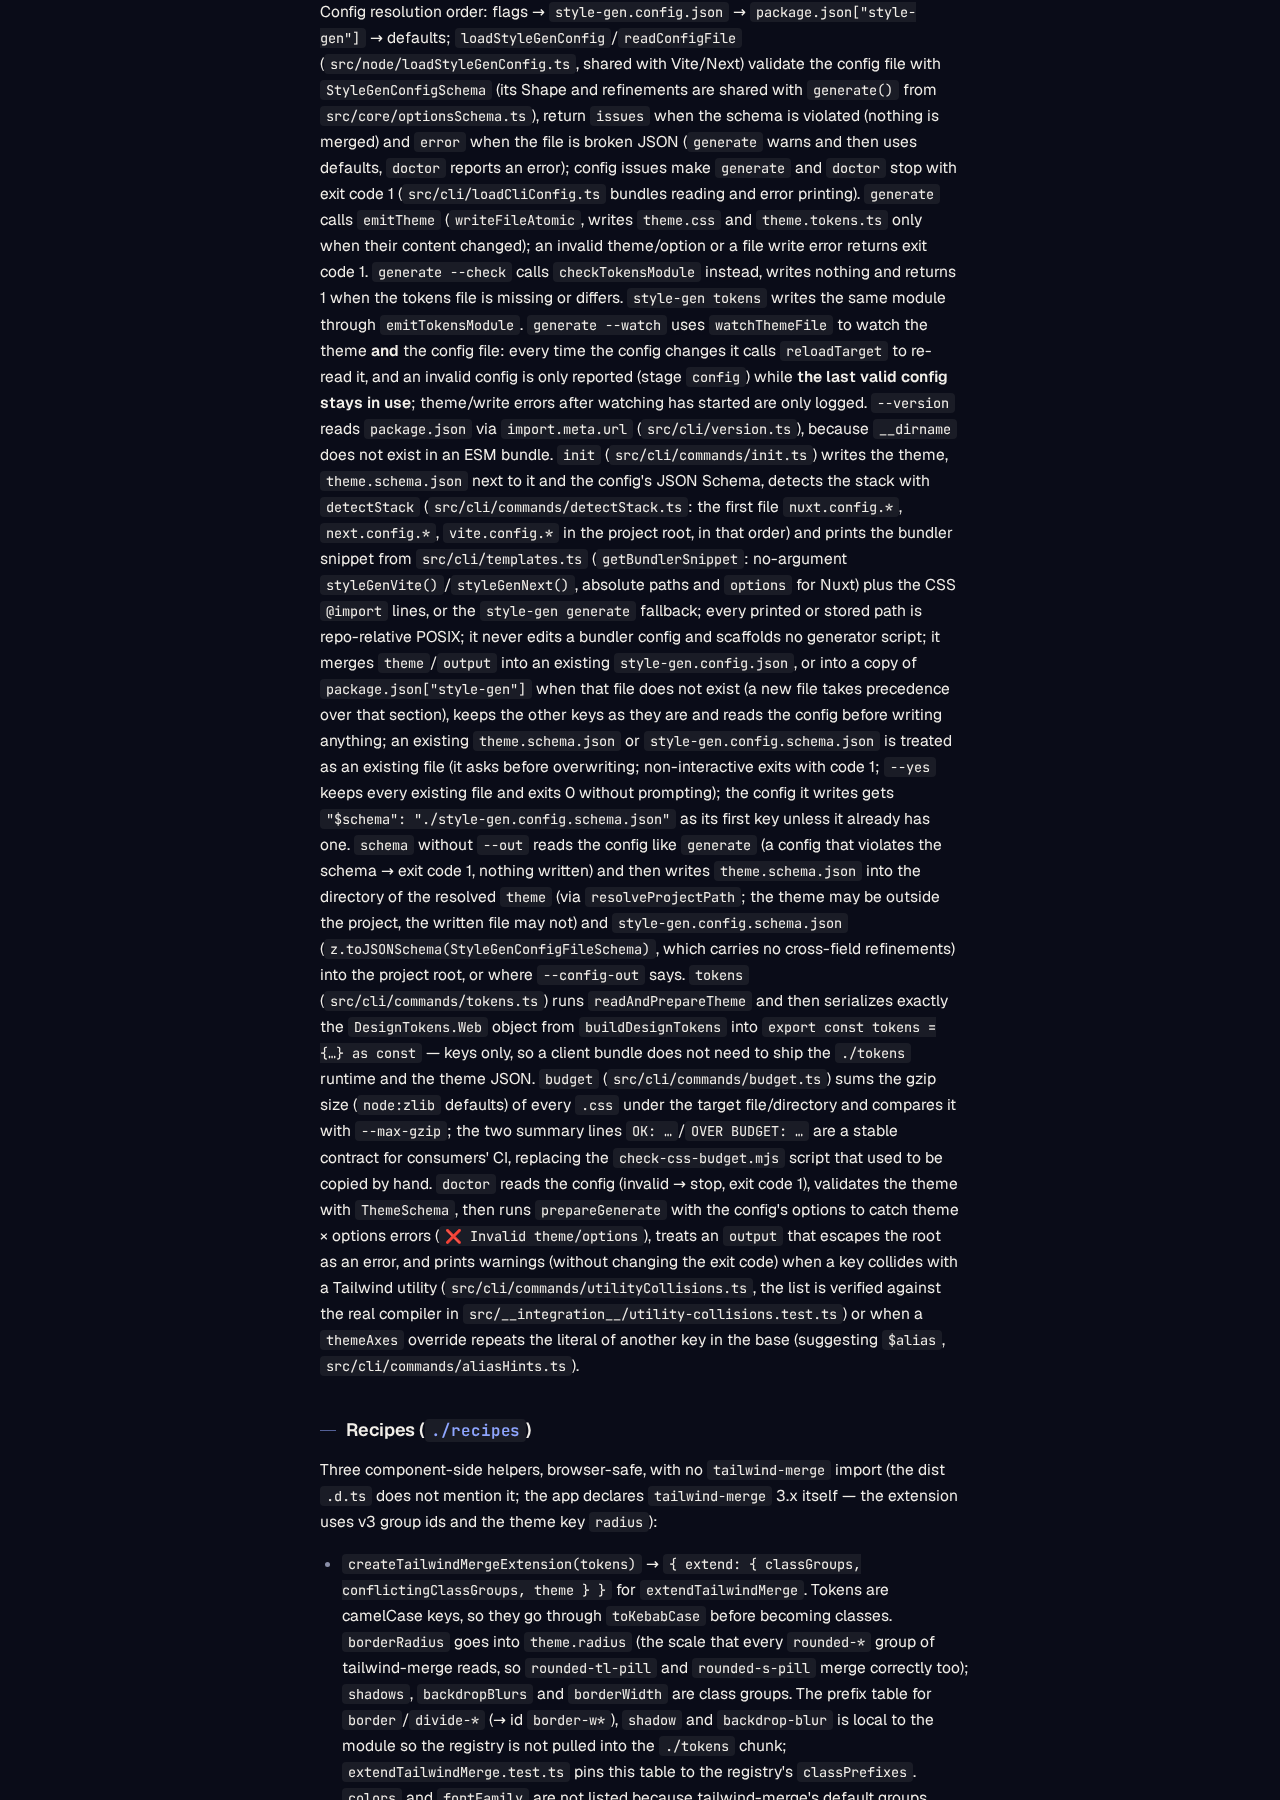 Config resolution order: flags → style-gen.config.json → package.json["style-
gen"] → defaults; loadStyleGenConfig / readConfigFile
( src/node/loadStyleGenConfig.ts , shared with Vite/Next) validate the config file with
StyleGenConfigSchema (its Shape and refinements are shared with generate() from
src/core/optionsSchema.ts ), return issues when the schema is violated (nothing is
merged) and error when the file is broken JSON ( generate warns and then uses
defaults, doctor reports an error); config issues make generate and doctor stop with
exit code 1 ( src/cli/loadCliConfig.ts bundles reading and error printing). generate
calls emitTheme ( writeFileAtomic , writes theme.css and theme.tokens.ts only
when their content changed); an invalid theme/option or a file write error returns exit
code 1. generate --check calls checkTokensModule instead, writes nothing and returns
1 when the tokens file is missing or differs. style-gen tokens writes the same module
through emitTokensModule . generate --watch uses watchThemeFile to watch the
theme and the config file: every time the config changes it calls reloadTarget to re-
read it, and an invalid config is only reported (stage config ) while the last valid config
stays in use; theme/write errors after watching has started are only logged. --version
reads package.json via import.meta.url ( src/cli/version.ts ), because __dirname
does not exist in an ESM bundle. init ( src/cli/commands/init.ts ) writes the theme,
theme.schema.json next to it and the config's JSON Schema, detects the stack with
detectStack ( src/cli/commands/detectStack.ts : the first file nuxt.config.* ,
next.config.* , vite.config.* in the project root, in that order) and prints the bundler
snippet from src/cli/templates.ts ( getBundlerSnippet : no-argument
styleGenVite() / styleGenNext() , absolute paths and options for Nuxt) plus the CSS
@import lines, or the style-gen generate fallback; every printed or stored path is
repo-relative POSIX; it never edits a bundler config and scaffolds no generator script; it
merges theme / output into an existing style-gen.config.json , or into a copy of
package.json["style-gen"] when that file does not exist (a new file takes precedence
over that section), keeps the other keys as they are and reads the config before writing
anything; an existing theme.schema.json or style-gen.config.schema.json is treated
as an existing file (it asks before overwriting; non-interactive exits with code 1; --yes
keeps every existing file and exits 0 without prompting); the config it writes gets
"$schema": "./style-gen.config.schema.json" as its first key unless it already has
one. schema without --out reads the config like generate (a config that violates the
schema → exit code 1, nothing written) and then writes theme.schema.json into the
directory of the resolved theme (via resolveProjectPath ; the theme may be outside
the project, the written file may not) and style-gen.config.schema.json
( z.toJSONSchema(StyleGenConfigFileSchema) , which carries no cross-field refinements)
into the project root, or where --config-out says. tokens
( src/cli/commands/tokens.ts ) runs readAndPrepareTheme and then serializes exactly
the DesignTokens.Web object from buildDesignTokens into export const tokens =
{…} as const — keys only, so a client bundle does not need to ship the ./tokens
runtime and the theme JSON. budget ( src/cli/commands/budget.ts ) sums the gzip
size ( node:zlib defaults) of every .css under the target file/directory and compares it
with --max-gzip ; the two summary lines OK: … / OVER BUDGET: … are a stable
contract for consumers' CI, replacing the check-css-budget.mjs script that used to be
copied by hand. doctor reads the config (invalid → stop, exit code 1), validates the theme
with ThemeSchema , then runs prepareGenerate with the config's options to catch theme
× options errors ( ❌ Invalid theme/options ), treats an output that escapes the root
as an error, and prints warnings (without changing the exit code) when a key collides with
a Tailwind utility ( src/cli/commands/utilityCollisions.ts , the list is verified against
the real compiler in src/__integration__/utility-collisions.test.ts ) or when a
themeAxes override repeats the literal of another key in the base (suggesting $alias ,
src/cli/commands/aliasHints.ts ).
— Recipes ( ./recipes )
Three component-side helpers, browser-safe, with no tailwind-merge import (the dist
.d.ts does not mention it; the app declares tailwind-merge 3.x itself — the extension
uses v3 group ids and the theme key radius ):
• createTailwindMergeExtension(tokens) → { extend: { classGroups,
conflictingClassGroups, theme } } for extendTailwindMerge . Tokens are
camelCase keys, so they go through toKebabCase before becoming classes.
borderRadius goes into theme.radius (the scale that every rounded-* group of
tailwind-merge reads, so rounded-tl-pill and rounded-s-pill merge correctly too);
shadows , backdropBlurs and borderWidth are class groups. The prefix table for
border / divide-* (→ id border-w* ), shadow and backdrop-blur is local to the
module so the registry is not pulled into the ./tokens chunk;
extendTailwindMerge.test.ts pins this table to the registry's classPrefixes .
colors and fontFamily are not listed because tailwind-merge's default groups